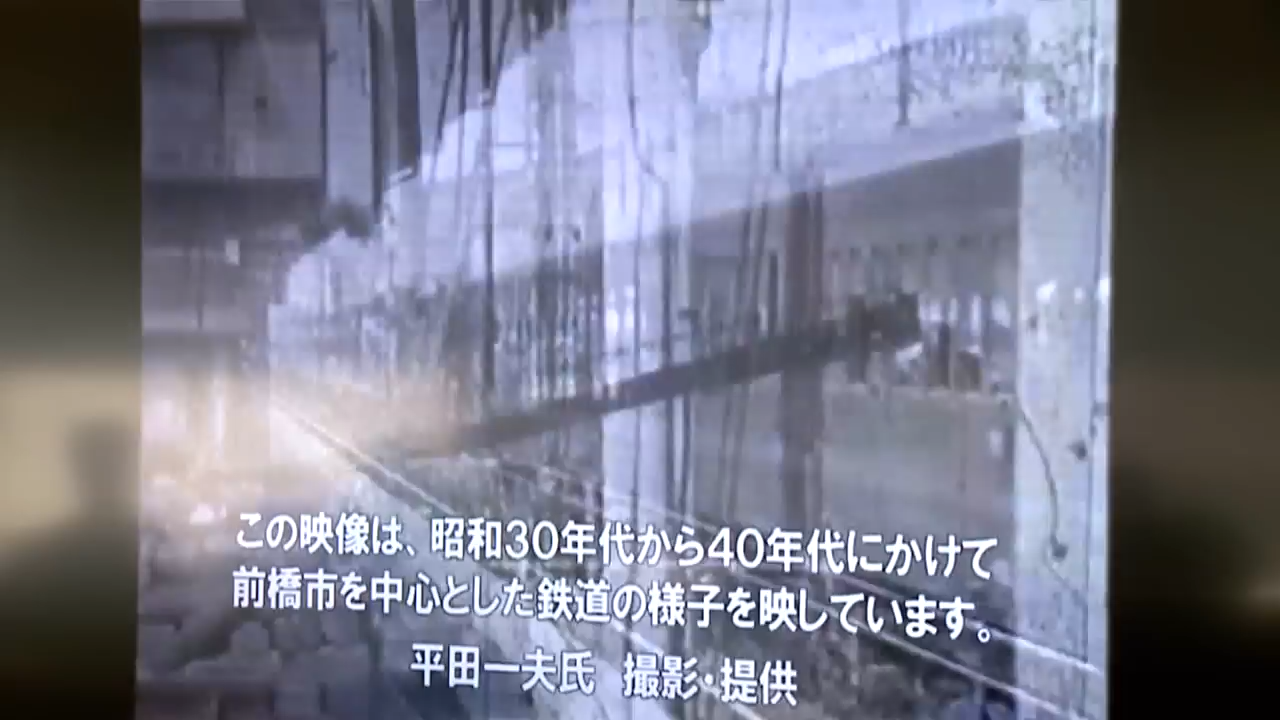 この映像は、昭和30年代から40年代にかけて
前橋市を中心とした鉄道の様子を映しています。
平田一夫氏 撮影・提供